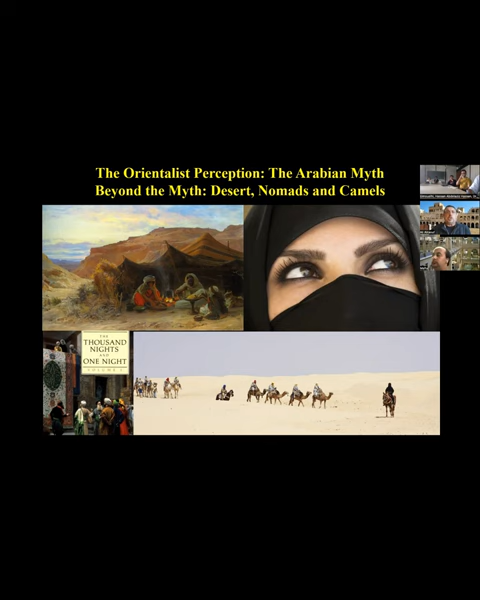 The Orientalist Perception: The Arabian Myth
Beyond the Myth: Desert, Nomads and Camels
THE
THOUSAND
NIGHTS
AND
ONE NIGHT
VOLUME I